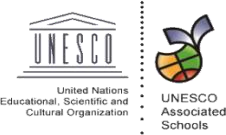 UNESCO
United Nations
Educational, Scientific and
Cultural Organization
UNESCO
Associated
Schools